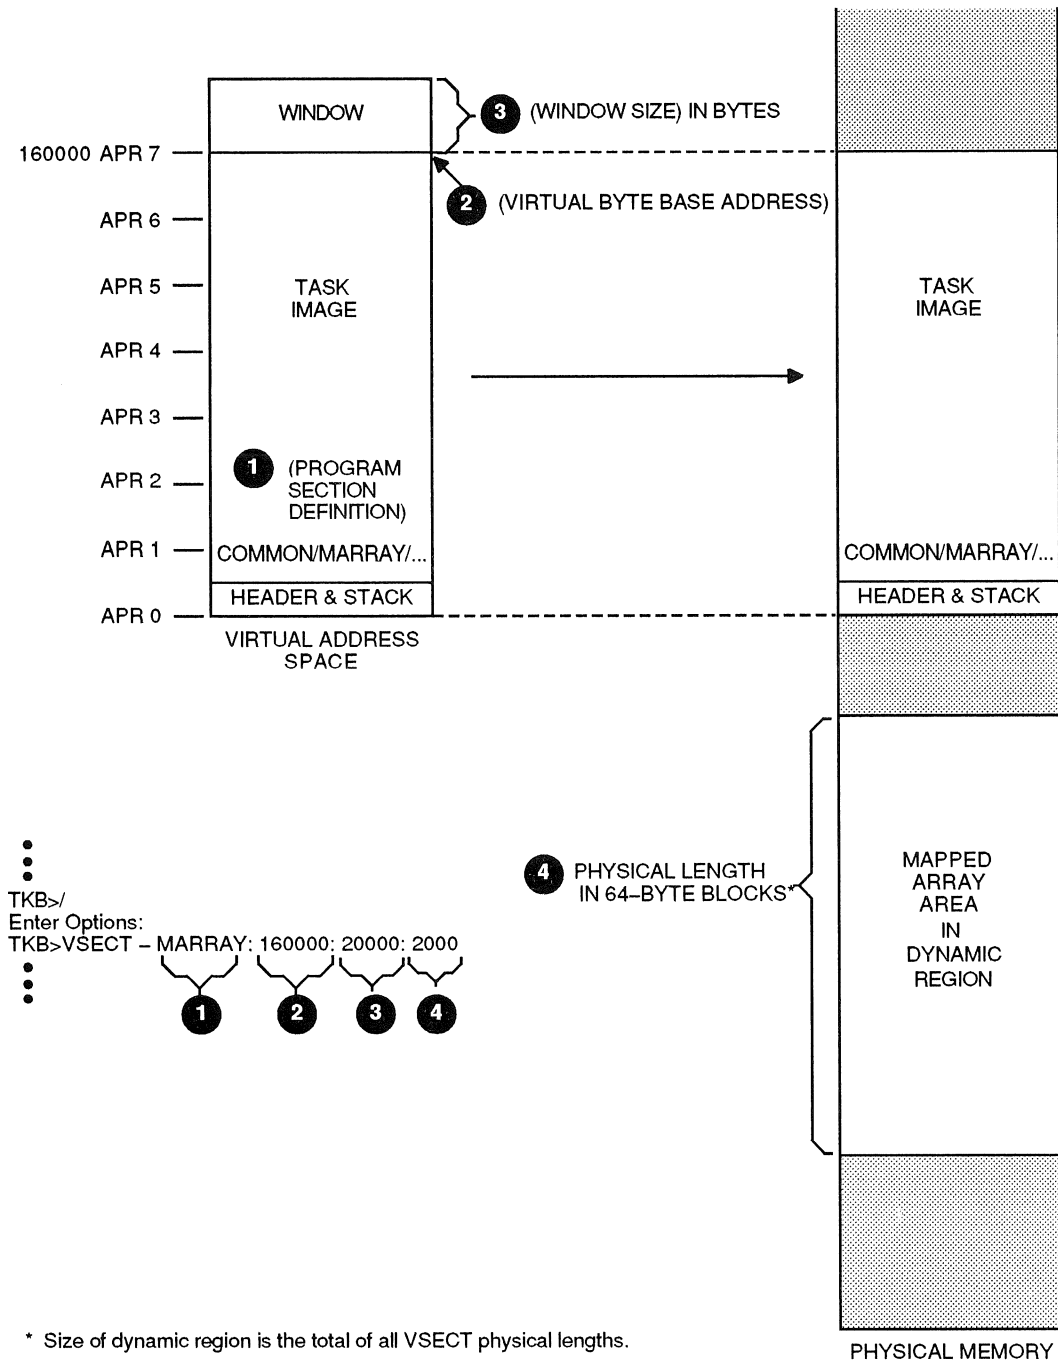 WINDOW
3 (WINDOW SIZE) IN BYTES
160000 APR 7
2 (VIRTUAL BYTE BASE ADDRESS)
APR 6
APR 5
TASK
IMAGE
TASK
IMAGE
APR 4
APR 3
1 (PROGRAM
SECTION
DEFINITION)
APR 2
APR 1
COMMON/MARRAY/...
COMMON/MARRAY/...
HEADER & STACK
HEADER & STACK
APR 0
VIRTUAL ADDRESS
SPACE
4 PHYSICAL LENGTH
IN 64–BYTE BLOCKS*
MAPPED
ARRAY
AREA
IN
DYNAMIC
REGION
TKB>/
Enter Options:
TKB>VSECT – MARRAY: 160000: 20000: 2000
1 2 3 4
* Size of dynamic region is the total of all VSECT physical lengths.
PHYSICAL MEMORY